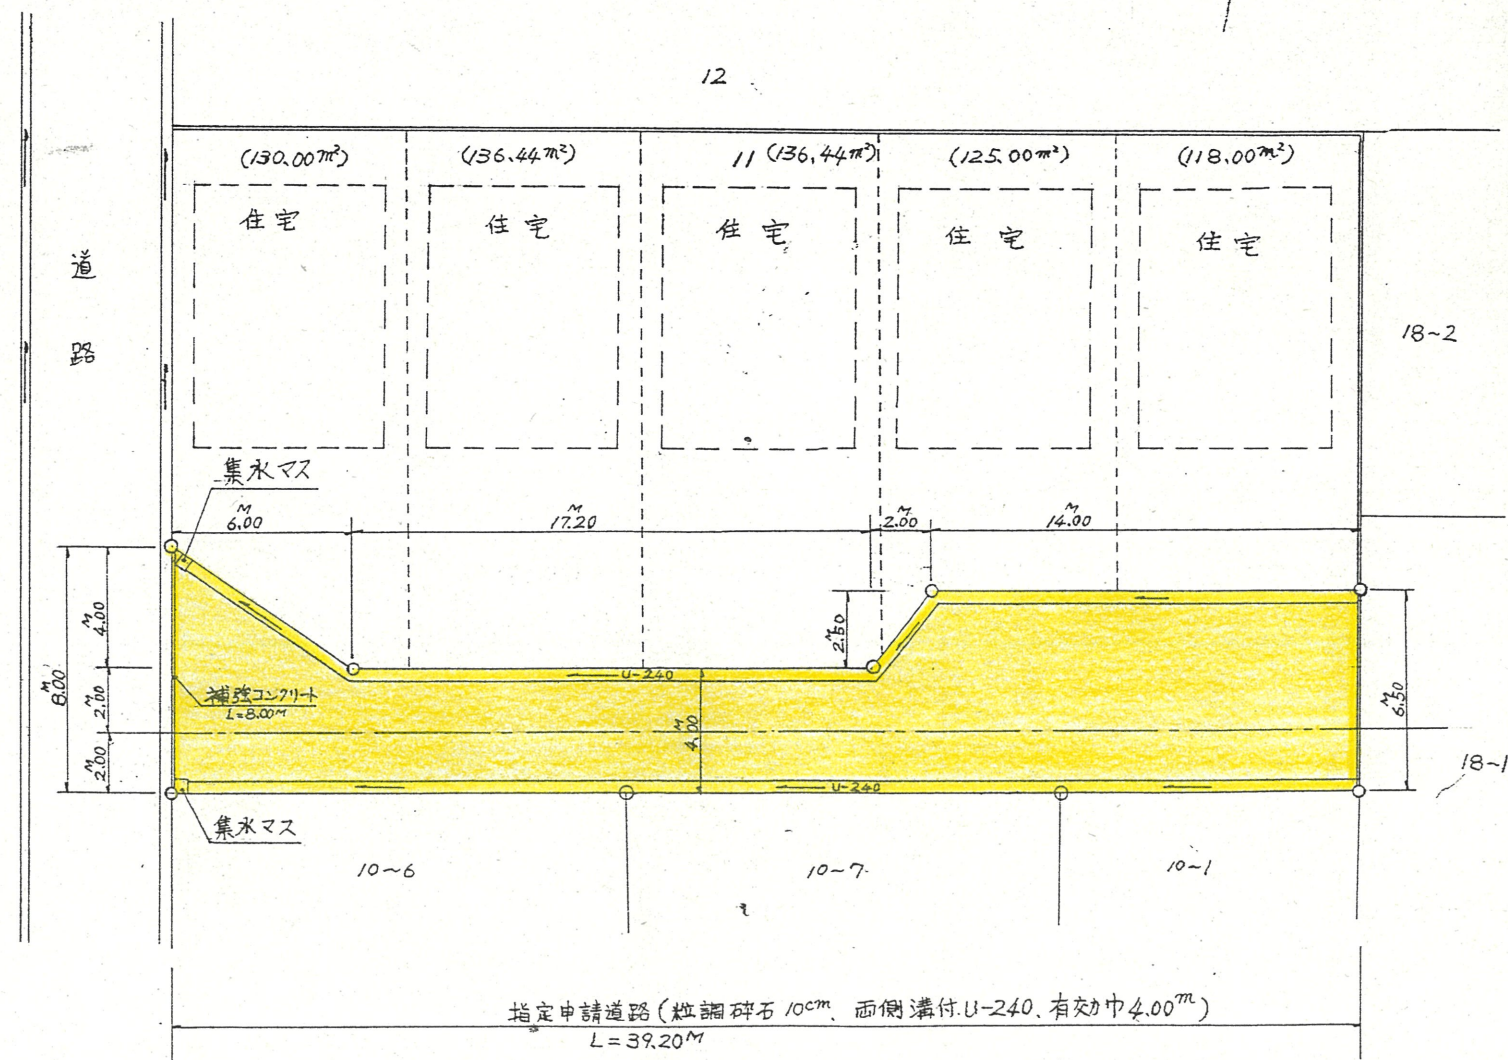 12
(130.00m²)
(136.44m²)
11 (136.44m²)
(125.00m²)
(118.00m²)
住宅
住宅
住宅
住宅
住宅
道路
18~2
集水マス
M
6.00
M
17.20
M
2.00
M
14.00
M
8.00
M
4.00
M
2.00
M
2.00
M
2.50
M
6.50
U-240
補強コンクリート
L=8.00M
M
4.00
18~1
U-240
集水マス
10~6
10~7
10~1
指定申請道路(粒調砕石10cm、両側溝付.U-240、有効巾4.00m)
L=39.20M